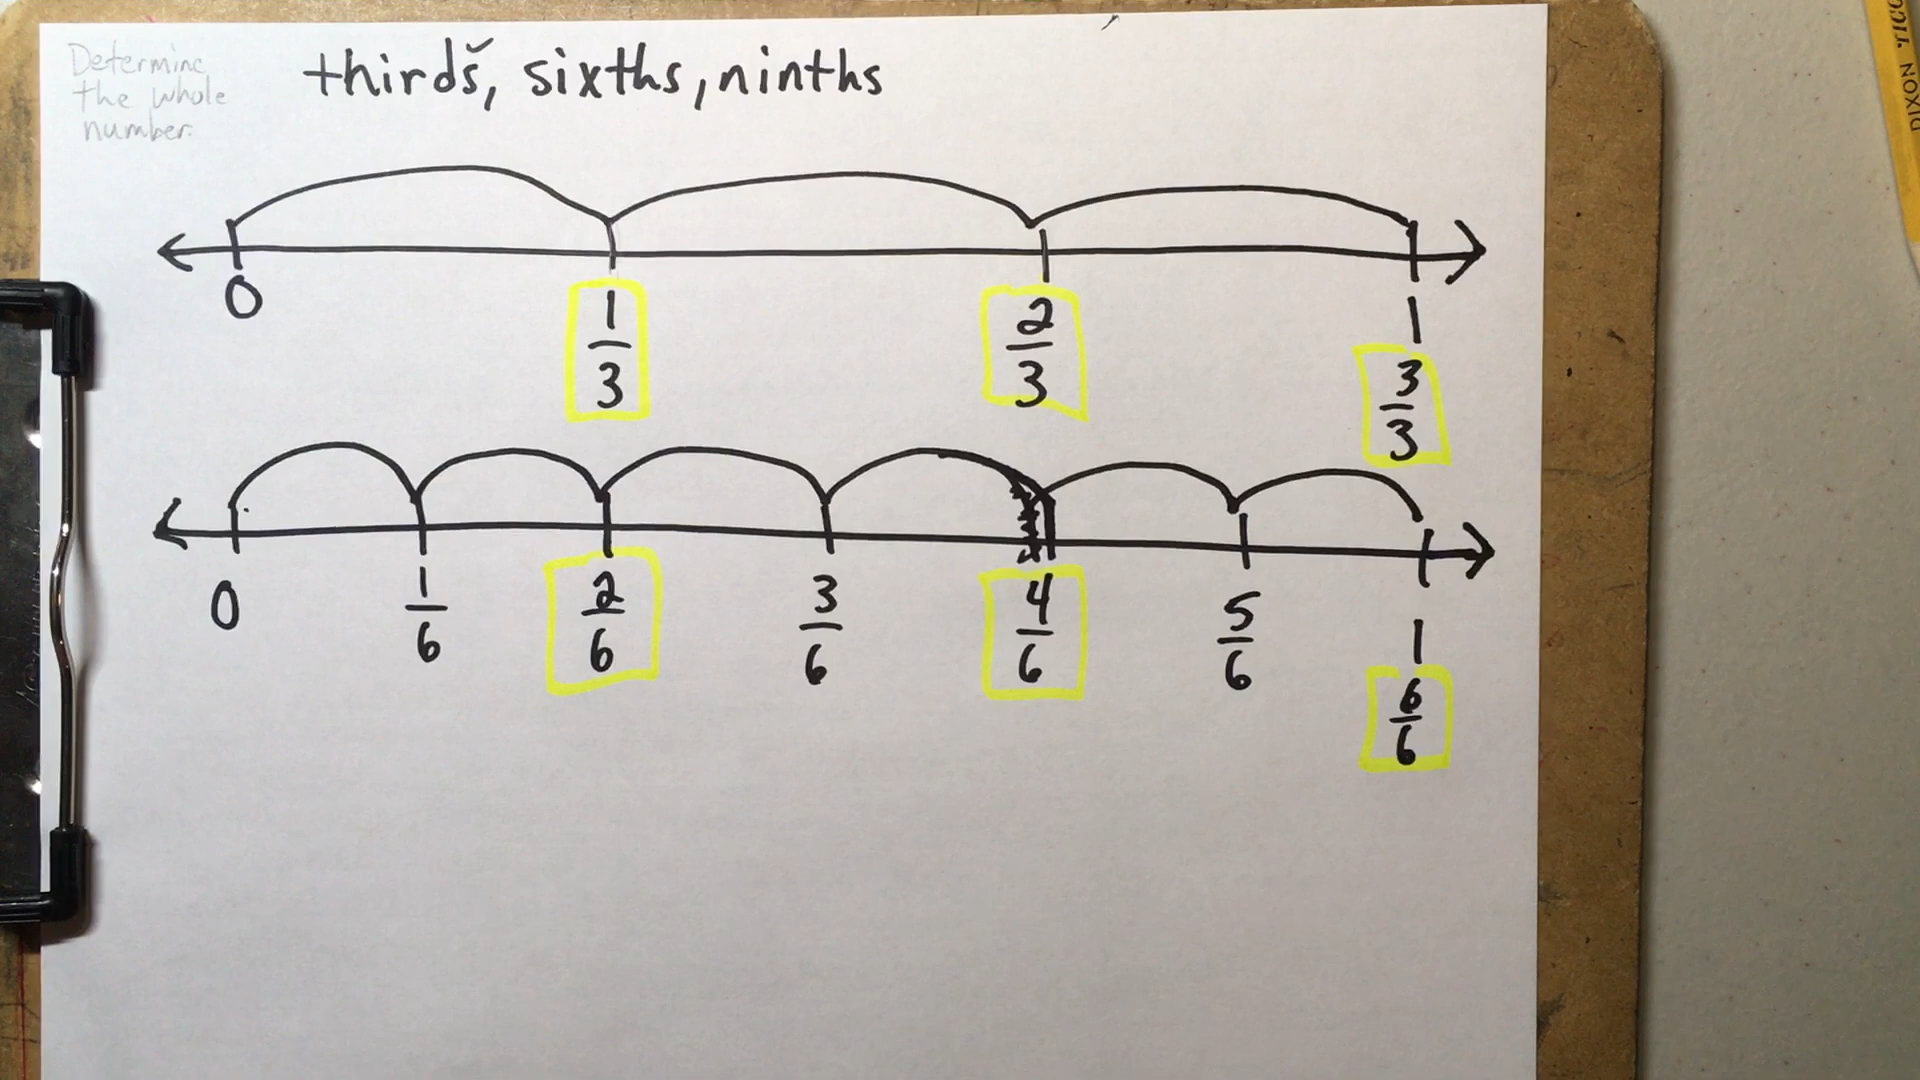 Determine
the whole
number.
thirds, sixths, ninths
0 1/3 2/3 1
3/3
0 1/6 2/6 3/6 4/6 5/6 1
6/6
DIXON TICO